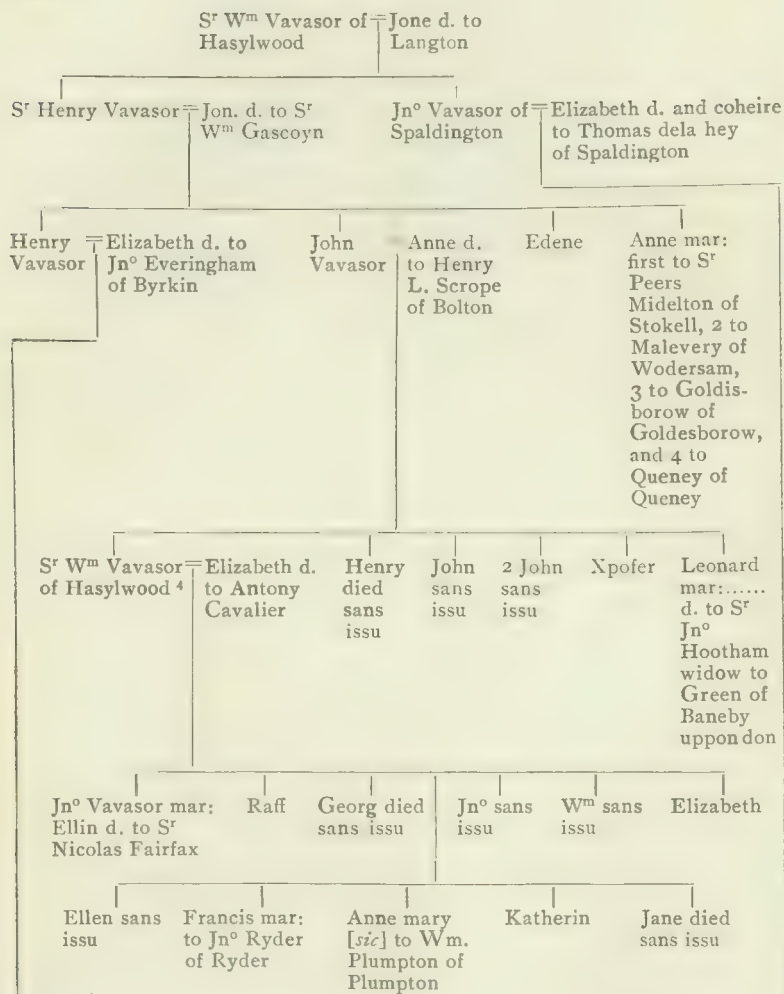 Sʳ Wᵐ Vavasor of
Hasylwood
Jone d. to
Langton
Sʳ Henry Vavasor
Jon. d. to Sʳ
Wᵐ Gascoyn
Jnº Vavasor of
Spaldington
Elizabeth d. and coheire
to Thomas dela hey
of Spaldington
Henry
Vavasor
Elizabeth d. to
Jnº Everingham
of Byrkin
John
Vavasor
Anne d.
to Henry
L. Scrope
of Bolton
Edene
Anne mar:
first to Sʳ
Peers
Midelton of
Stokell, 2 to
Malevery of
Wodersam,
3 to Goldis-
borow of
Goldesborow,
and 4 to
Queney of
Queney
Sʳ Wᵐ Vavasor
of Hasylwood ⁴
Elizabeth d.
to Antony
Cavalier
Henry
died
sans
issu
John
sans
issu
2 John
sans
issu
Xpofer
Leonard
mar:......
d. to Sʳ
Jnº
Hootham
widow to
Green of
Baneby
uppon don
Jnº Vavasor mar:
Ellin d. to Sʳ
Nicolas Fairfax
Raff
Georg died
sans issu
Jnº sans
issu
Wᵐ sans
issu
Elizabeth
Ellen sans
issu
Francis mar:
to Jnº Ryder
of Ryder
Anne mary
[sic] to Wm.
Plumpton of
Plumpton
Katherin
Jane died
sans issu